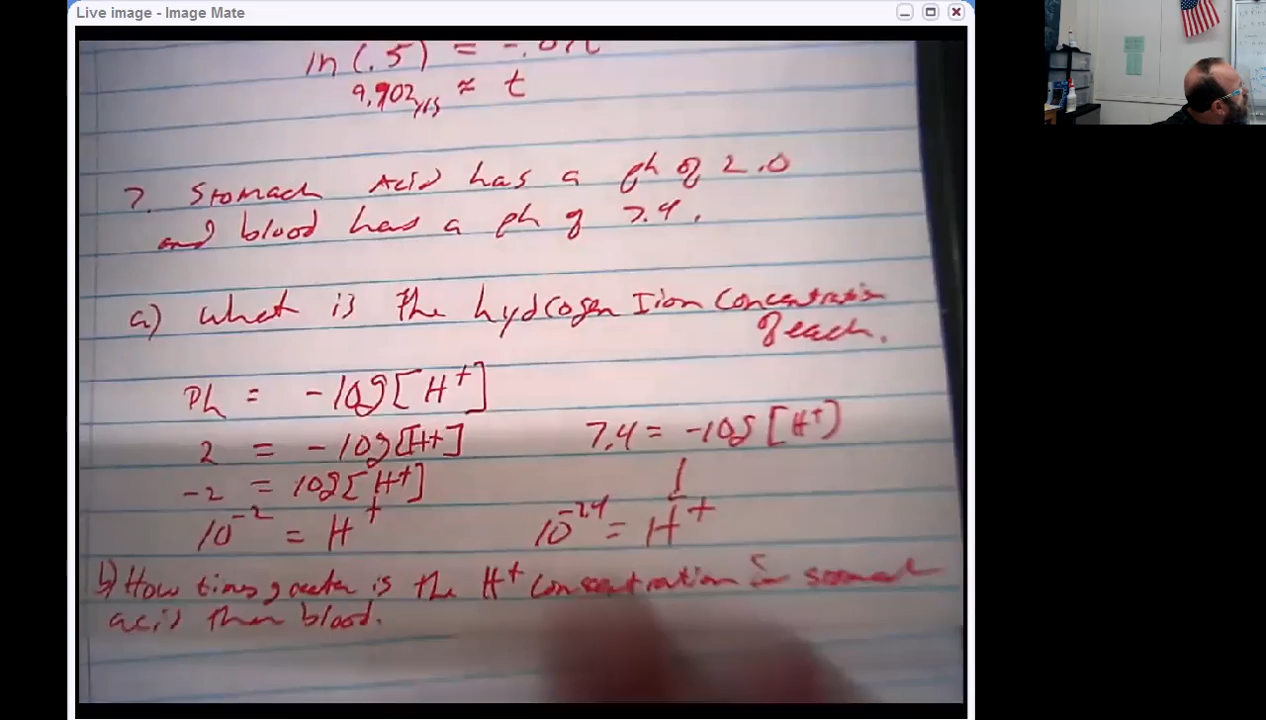 Live image - Image Mate
ln (.5) =
9,902 yrs ≈ t
7. Stomach Acid has a ph of 2.0
and blood has a ph of 7.4.
a) What is the hydrogen Iion concentration
of each.
Ph = -log[H+]
2 = -log[H+]
7.4 = -log[H+]
-2 = log[H+]
10^-2 = H+
10^-7.4 = H+
b) How times greater is the H+ concentration in stomach
acid than blood.